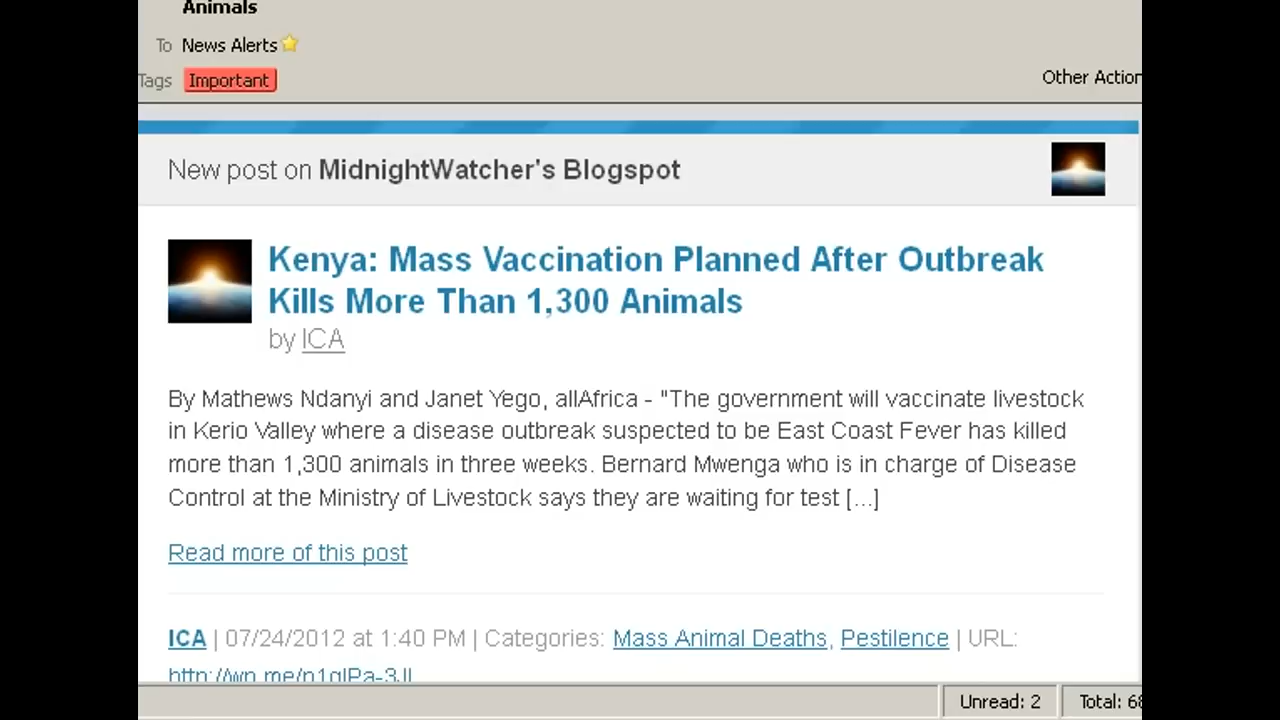 Animals
To News Alerts
Tags Important
Other Action
New post on MidnightWatcher's Blogspot
Kenya: Mass Vaccination Planned After Outbreak
Kills More Than 1,300 Animals
by ICA
By Mathews Ndanyi and Janet Yego, allAfrica - "The government will vaccinate livestock
in Kerio Valley where a disease outbreak suspected to be East Coast Fever has killed
more than 1,300 animals in three weeks. Bernard Mwenga who is in charge of Disease
Control at the Ministry of Livestock says they are waiting for test [...]
Read more of this post
ICA | 07/24/2012 at 1:40 PM | Categories: Mass Animal Deaths, Pestilence | URL:
Unread: 2
Total: 68